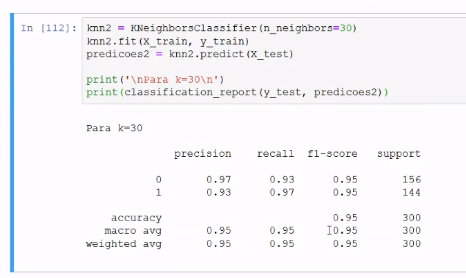 In [112]: knn2 = KNeighborsClassifier(n_neighbors=30)
knn2.fit(X_train, y_train)
predicoes2 = knn2.predict(X_test)
print('\nPara k=30\n')
print(classification_report(y_test, predicoes2))
Para k=30
precision recall f1-score support
0 0.97 0.93 0.95 156
1 0.93 0.97 0.95 144
accuracy 0.95 300
macro avg 0.95 0.95 0.95 300
weighted avg 0.95 0.95 0.95 300